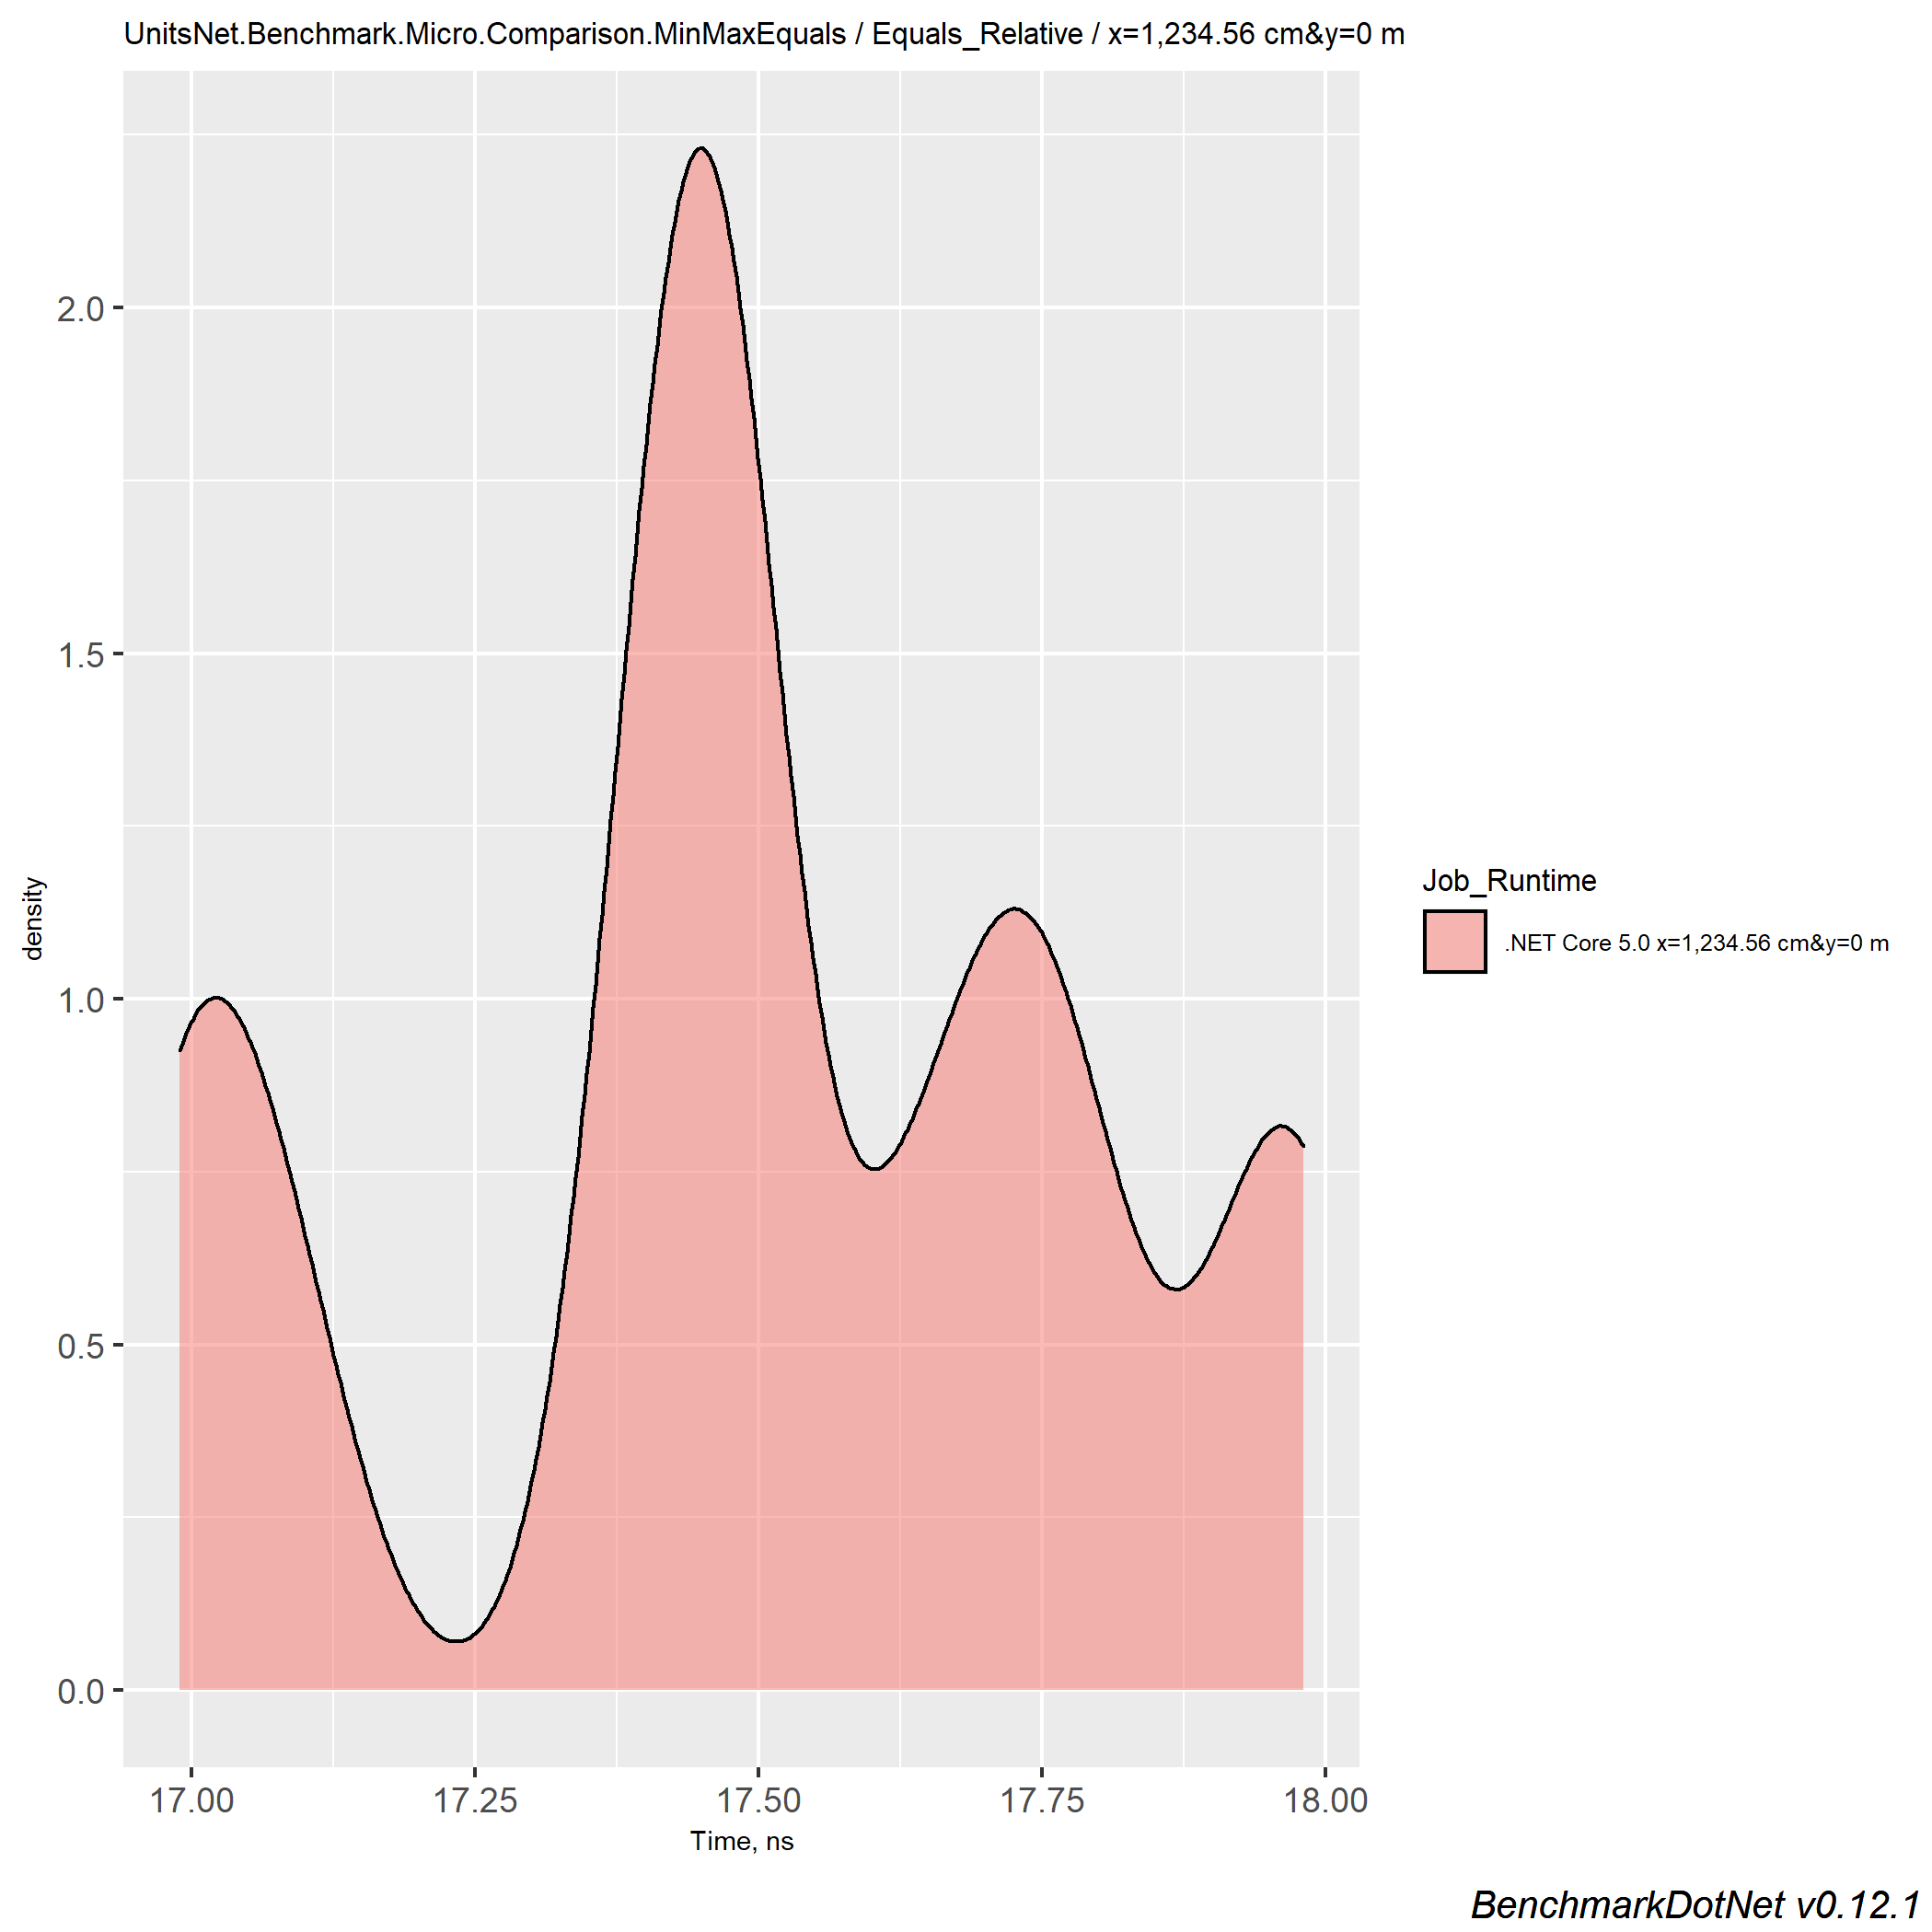 UnitsNet.Benchmark.Micro.Comparison.MinMaxEquals / Equals_Relative / x=1,234.56 cm&y=0 m
density
2.0
1.5
1.0
0.5
0.0
17.00 17.25 17.50 17.75 18.00
Time, ns
Job_Runtime
.NET Core 5.0 x=1,234.56 cm&y=0 m
BenchmarkDotNet v0.12.1